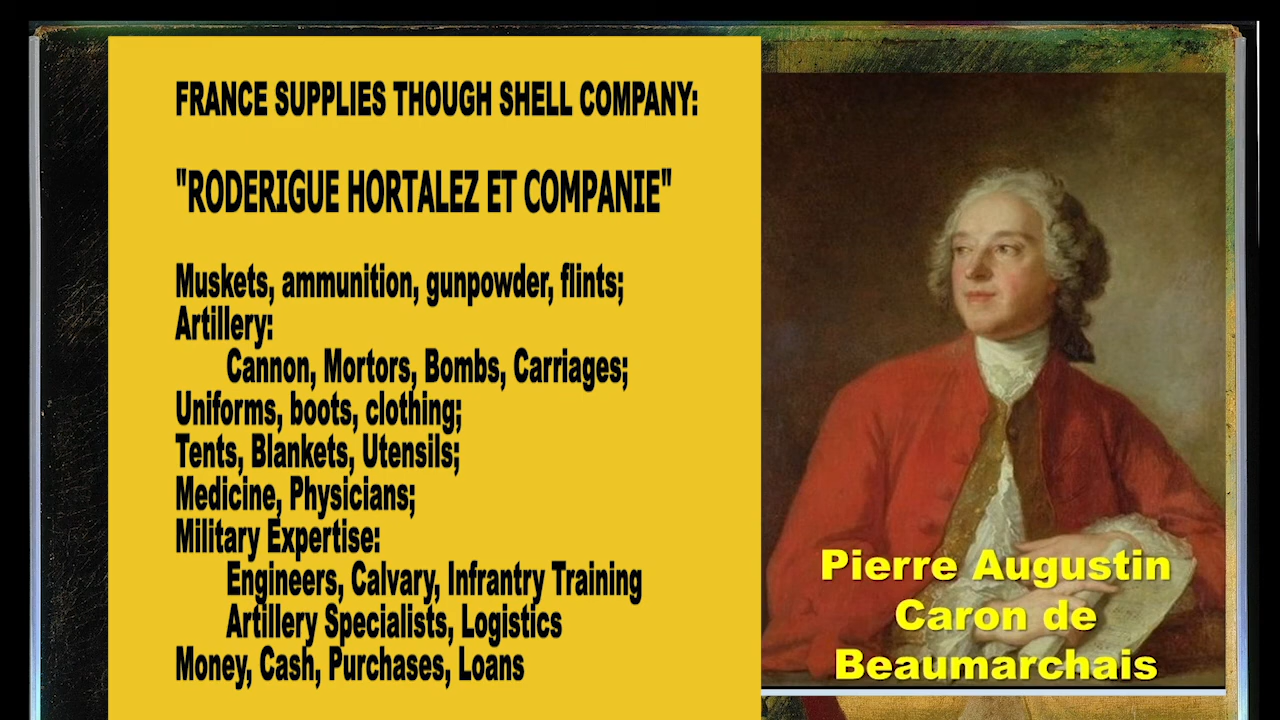 FRANCE SUPPLIES THOUGH SHELL COMPANY:
"RODERIGUE HORTALEZ ET COMPANIE"
Muskets, ammunition, gunpowder, flints;
Artillery:
Cannon, Mortors, Bombs, Carriages;
Uniforms, boots, clothing;
Tents, Blankets, Utensils;
Medicine, Physicians;
Military Expertise:
Engineers, Calvary, Infrantry Training
Artillery Specialists, Logistics
Money, Cash, Purchases, Loans
Pierre Augustin
Caron de
Beaumarchais